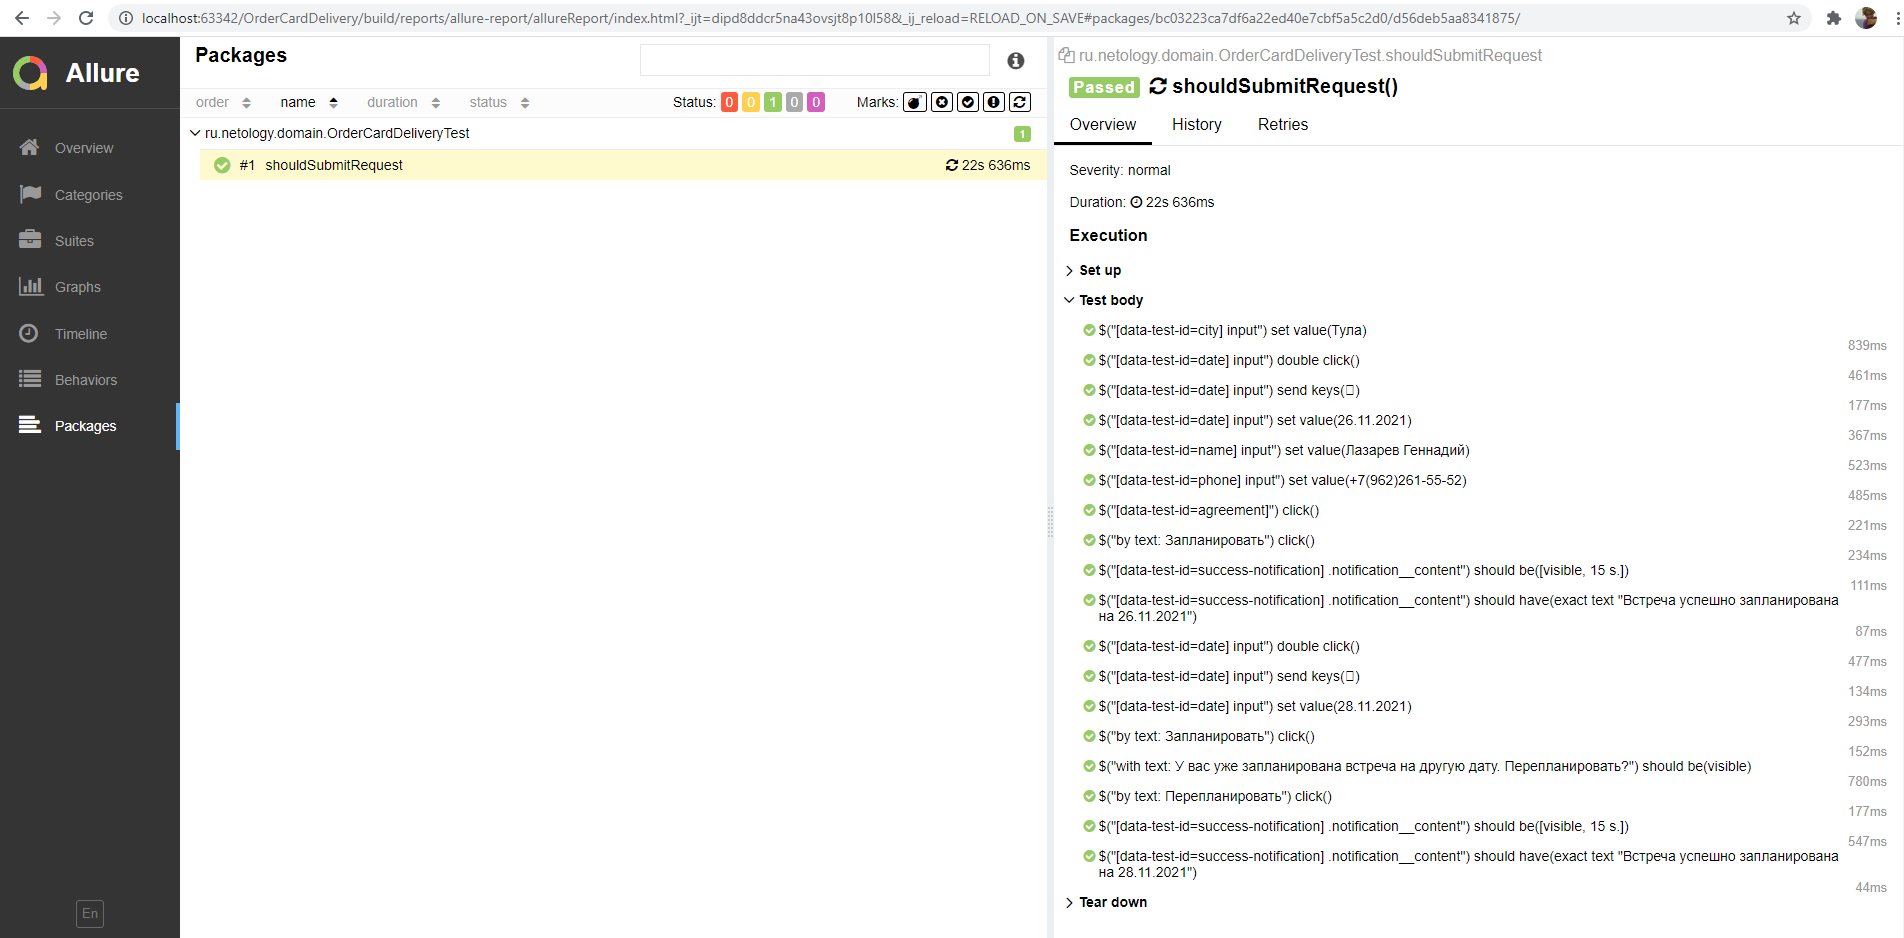 localhost:63342/OrderCardDelivery/build/reports/allure-report/allureReport/index.html?_ijt=dipd8ddcr5na43ovsjt8p10l58&_ij_reload=RELOAD_ON_SAVE#packages/bc03223ca7df6a22ed40e7cbf5a5c2d0/d56deb5aa8341875/
Allure
Overview
Categories
Suites
Graphs
Timeline
Behaviors
Packages
En
Packages
order name duration status Status: 0 0 1 0 0 Marks:
ru.netology.domain.OrderCardDeliveryTest 1
#1 shouldSubmitRequest 22s 636ms
ru.netology.domain.OrderCardDeliveryTest.shouldSubmitRequest
Passed shouldSubmitRequest()
Overview History Retries
Severity: normal
Duration: 22s 636ms
Execution
Set up
Test body
$("[data-test-id=city] input") set value(Тула)
839ms
$("[data-test-id=date] input") double click()
461ms
$("[data-test-id=date] input") send keys(▯)
177ms
$("[data-test-id=date] input") set value(26.11.2021)
367ms
$("[data-test-id=name] input") set value(Лазарев Геннадий)
523ms
$("[data-test-id=phone] input") set value(+7(962)261-55-52)
485ms
$("[data-test-id=agreement]") click()
221ms
$("by text: Запланировать") click()
234ms
$("[data-test-id=success-notification] .notification__content") should be([visible, 15 s.])
111ms
$("[data-test-id=success-notification] .notification__content") should have(exact text "Встреча успешно запланирована
на 26.11.2021")
87ms
$("[data-test-id=date] input") double click()
477ms
$("[data-test-id=date] input") send keys(▯)
134ms
$("[data-test-id=date] input") set value(28.11.2021)
293ms
$("by text: Запланировать") click()
152ms
$("with text: У вас уже запланирована встреча на другую дату. Перепланировать?") should be(visible)
780ms
$("by text: Перепланировать") click()
177ms
$("[data-test-id=success-notification] .notification__content") should be([visible, 15 s.])
547ms
$("[data-test-id=success-notification] .notification__content") should have(exact text "Встреча успешно запланирована
на 28.11.2021")
44ms
Tear down